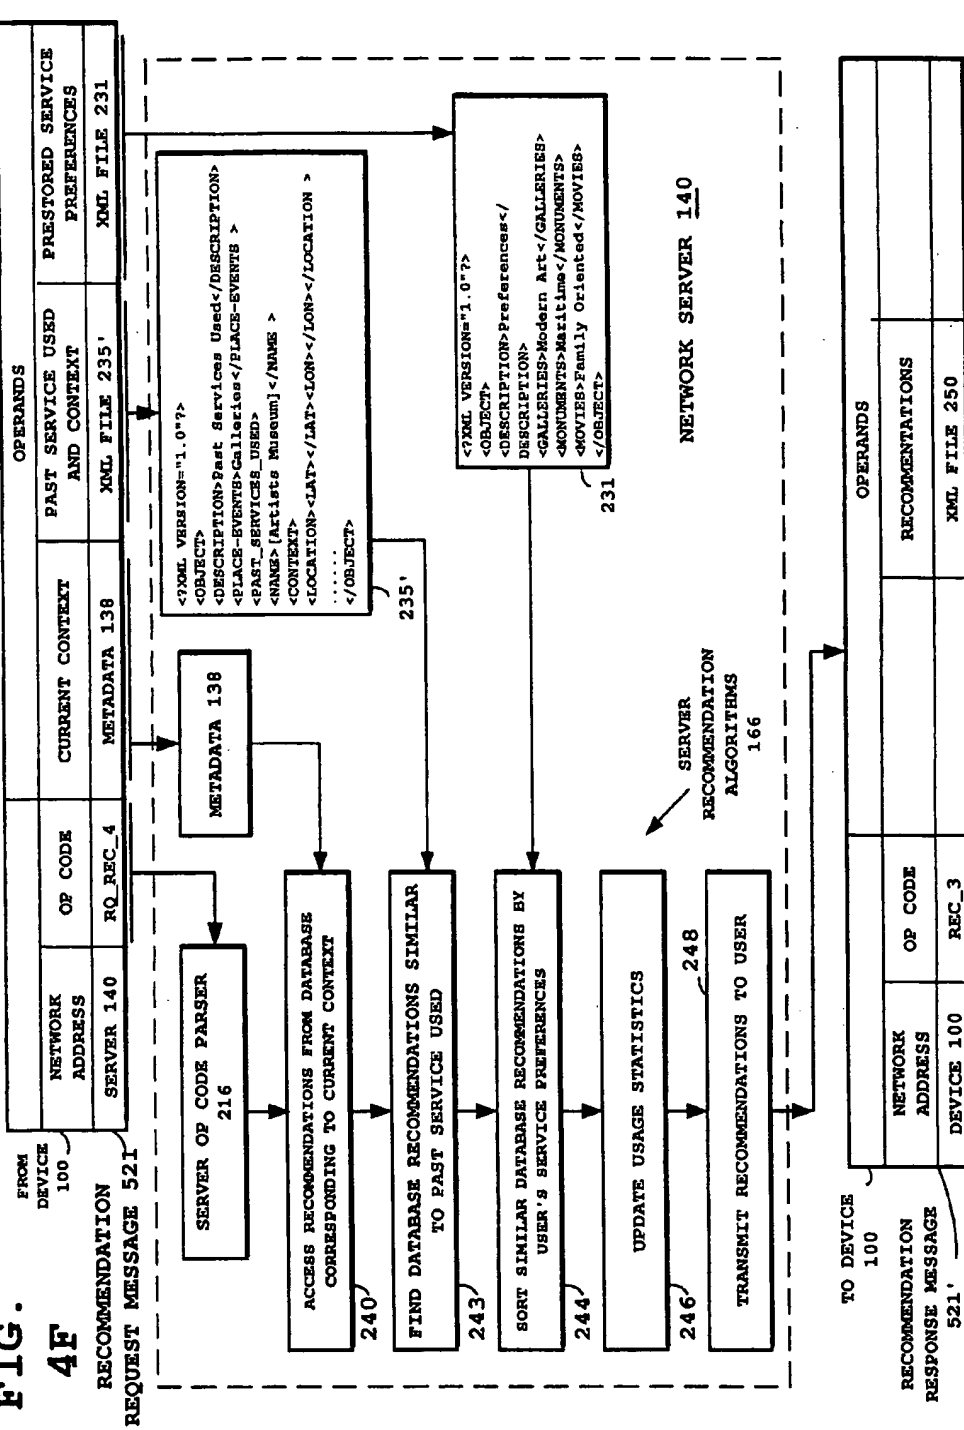 FIG.
4F
FROM
DEVICE
100
RECOMMENDATION
REQUEST MESSAGE 521
OPERANDS
NETWORK
ADDRESS
OP CODE
CURRENT CONTEXT
PAST SERVICE USED
AND CONTEXT
PRESTORED SERVICE
PREFERENCES
SERVER 140
RQ_REC_4
METADATA 138
XML FILE 235'
XML FILE 231
SERVER OP CODE PARSER
216
METADATA 138
<?XML VERSION="1.0"?>
<OBJECT>
<DESCRIPTION>Past Services Used</DESCRIPTION>
<PLACE-EVENTS>Galleries</PLACE-EVENTS >
<PAST_SERVICES_USED>
<NAME>[Artists Museum]</NAME >
<CONTEXT>
<LOCATION><LAT></LAT><LON></LON></LOCATION >
......
</OBJECT>
235'
ACCESS RECOMMENDATIONS FROM DATABASE
CORRESPONDING TO CURRENT CONTEXT
240
FIND DATABASE RECOMMENDATIONS SIMILAR
TO PAST SERVICE USED
243
<?XML VERSION="1.0"?>
<OBJECT>
<DESCRIPTION>Preferences</
DESCRIPTION>
<GALLERIES>Modern Art</GALLERIES>
<MONUMENTS>Maritime</MONUMENTS>
<MOVIES>Family Oriented</MOVIES>
</OBJECT>
231
SORT SIMILAR DATABASE RECOMMENDATIONS BY
USER'S SERVICE PREFERENCES
244
UPDATE USAGE STATISTICS
246
SERVER
RECOMMENDATION
ALGORITHMS
166
NETWORK SERVER 140
248
TRANSMIT RECOMMENDATIONS TO USER
TO DEVICE
100
RECOMMENDATION
RESPONSE MESSAGE
521'
OPERANDS
NETWORK
ADDRESS
OP CODE
RECOMMENTATIONS
DEVICE 100
REC_3
XML FILE 250